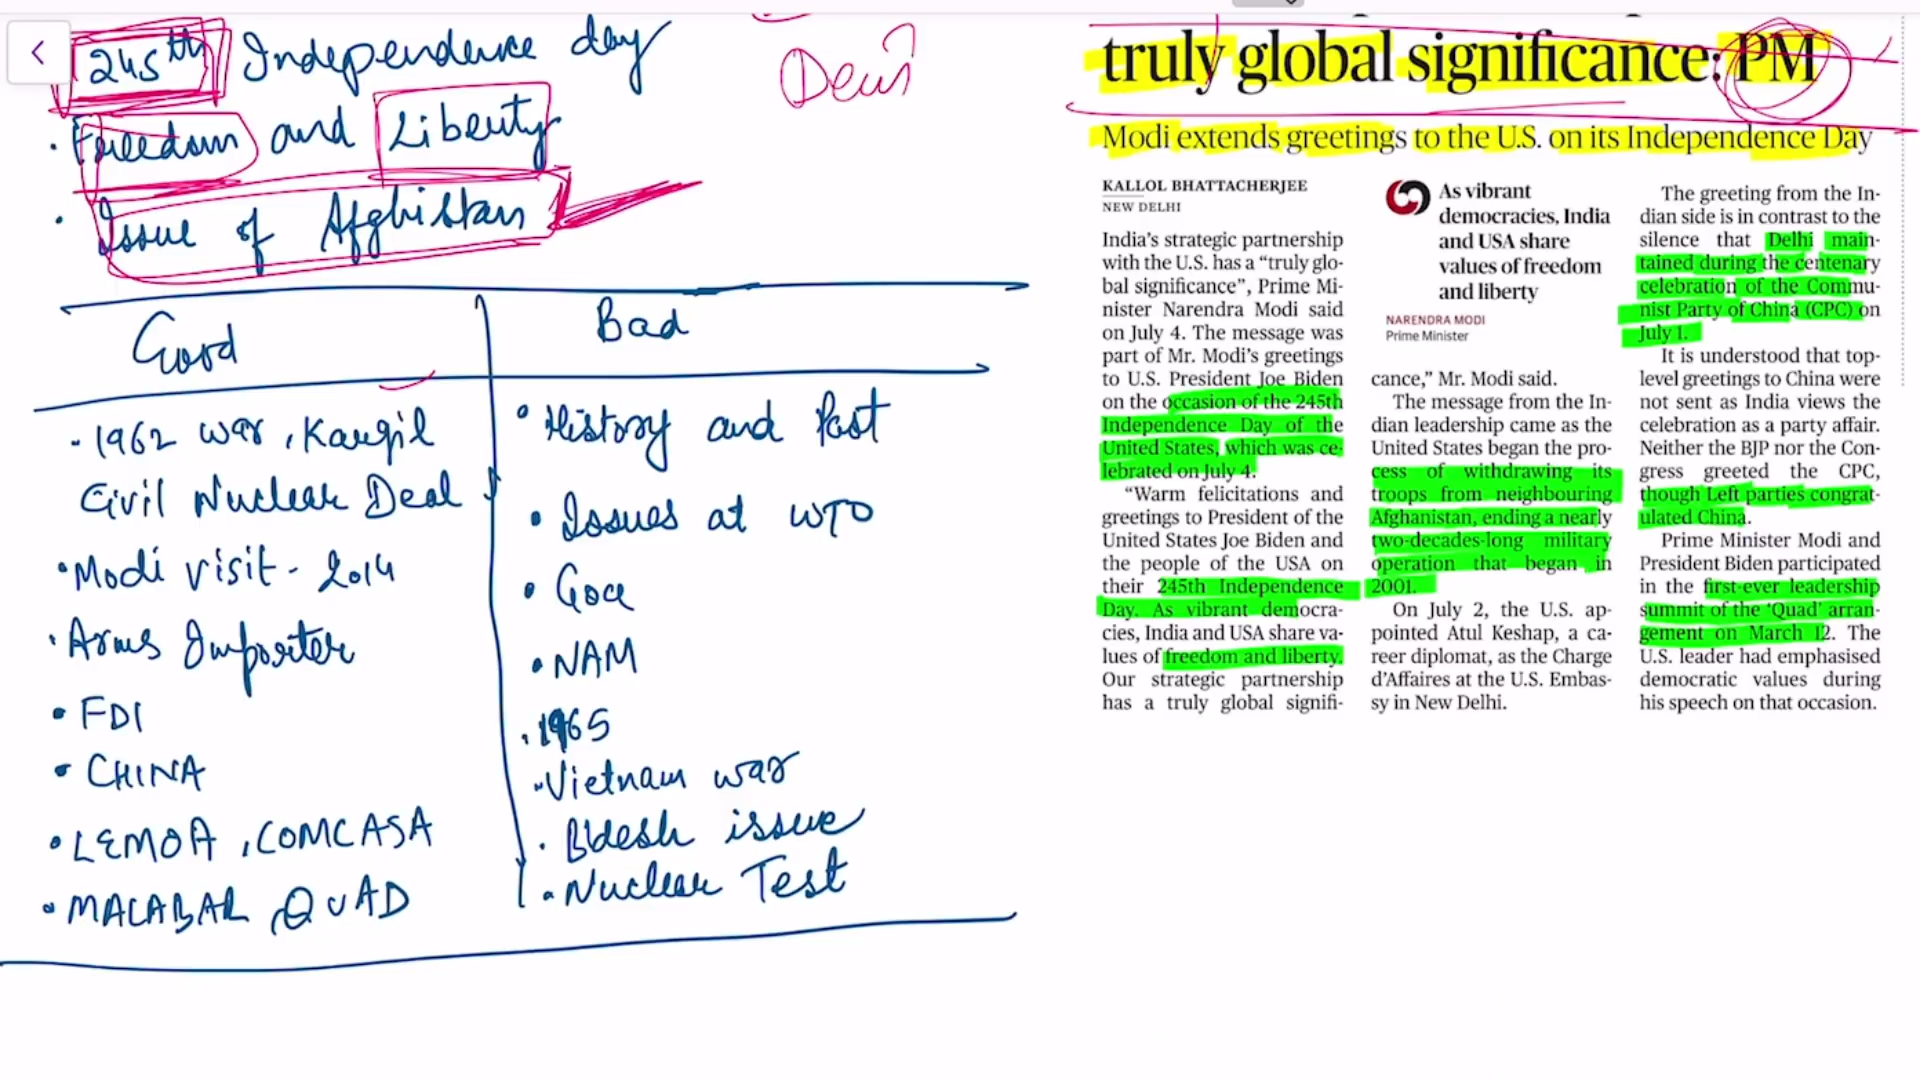 245th Independence day
Devi
· Freedom and Liberty
· Issue of Afghistan
Good
Bad
· 1962 war, Kargil
Civil Nuclear Deal
· Modi visit - 2014
· Arms Importer
· FDI
· CHINA
· LEMOA, COMCASA
· MALABAR, QUAD
· History and Past
· Issues at WTO
· Goa
· NAM
· 1965
· Vietnam war
· B'desh issue
· Nuclear Test
truly global significance: PM
Modi extends greetings to the U.S. on its Independence Day
KALLOL BHATTACHERJEE
NEW DELHI
India's strategic partnership
with the U.S. has a “truly glo-
bal significance”, Prime Mi-
nister Narendra Modi said
on July 4. The message was
part of Mr. Modi's greetings
to U.S. President Joe Biden
on the occasion of the 245th
Independence Day of the
United States, which was ce-
lebrated on July 4.
“Warm felicitations and
greetings to President of the
United States Joe Biden and
the people of the USA on
their 245th Independence
Day. As vibrant democra-
cies, India and USA share va-
lues of freedom and liberty.
Our strategic partnership
has a truly global signifi-
As vibrant
democracies, India
and USA share
values of freedom
and liberty
NARENDRA MODI
Prime Minister
cance,” Mr. Modi said.
The message from the In-
dian leadership came as the
United States began the pro-
cess of withdrawing its
troops from neighbouring
Afghanistan, ending a nearly
two-decades-long military
operation that began in
2001.
On July 2, the U.S. ap-
pointed Atul Keshap, a ca-
reer diplomat, as the Charge
d'Affaires at the U.S. Embas-
sy in New Delhi.
The greeting from the In-
dian side is in contrast to the
silence that Delhi main-
tained during the centenary
celebration of the Commu-
nist Party of China (CPC) on
July 1.
It is understood that top-
level greetings to China were
not sent as India views the
celebration as a party affair.
Neither the BJP nor the Con-
gress greeted the CPC,
though Left parties congrat-
ulated China.
Prime Minister Modi and
President Biden participated
in the first-ever leadership
summit of the ‘Quad’ arran-
gement on March 12. The
U.S. leader had emphasised
democratic values during
his speech on that occasion.